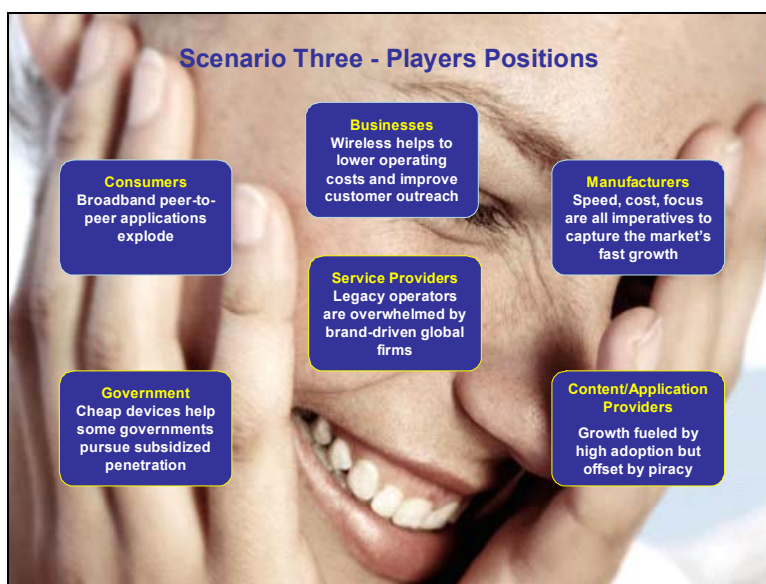 Scenario Three - Players Positions
Businesses
Wireless helps to
lower operating
costs and improve
customer outreach
Consumers
Broadband peer-to-
peer applications
explode
Manufacturers
Speed, cost, focus
are all imperatives to
capture the market’s
fast growth
Service Providers
Legacy operators
are overwhelmed by
brand-driven global
firms
Government
Cheap devices help
some governments
pursue subsidized
penetration
Content/Application
Providers
Growth fueled by
high adoption but
offset by piracy